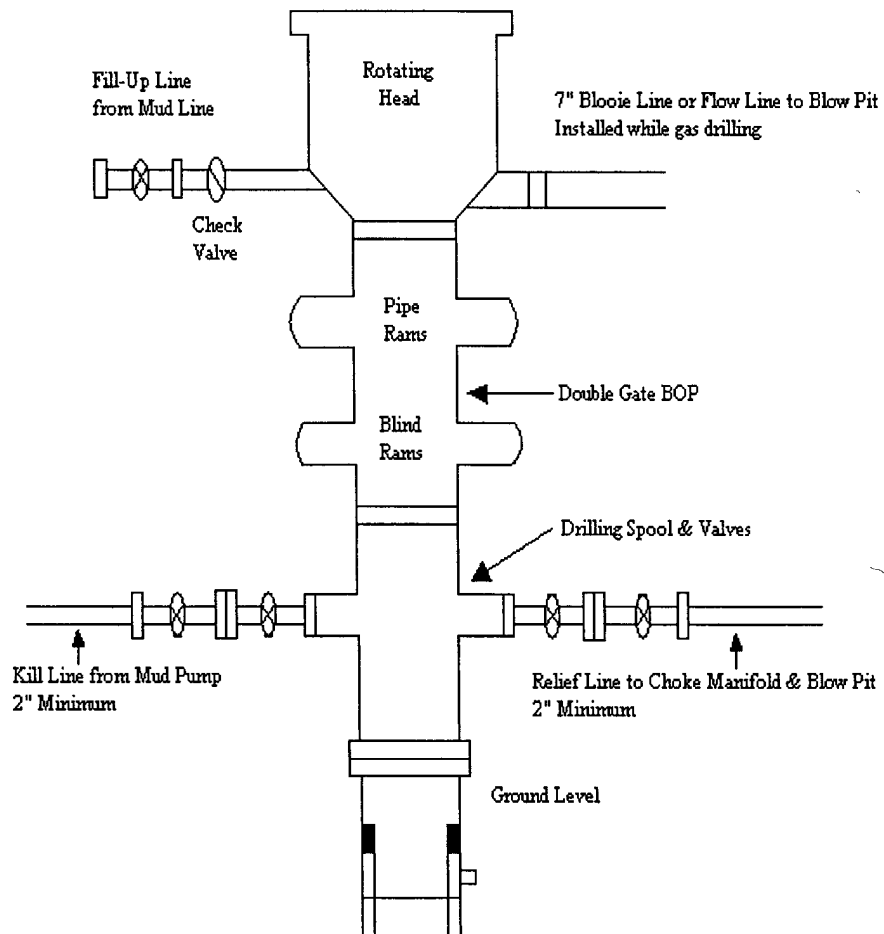 Rotating
Head
Fill-Up Line
from Mud Line
7" Blooie Line or Flow Line to Blow Pit
Installed while gas drilling
Check
Valve
Pipe
Rams
Double Gate BOP
Blind
Rams
Drilling Spool & Valves
Kill Line from Mud Pump
2" Minimum
Relief Line to Choke Manifold & Blow Pit
2" Minimum
Ground Level